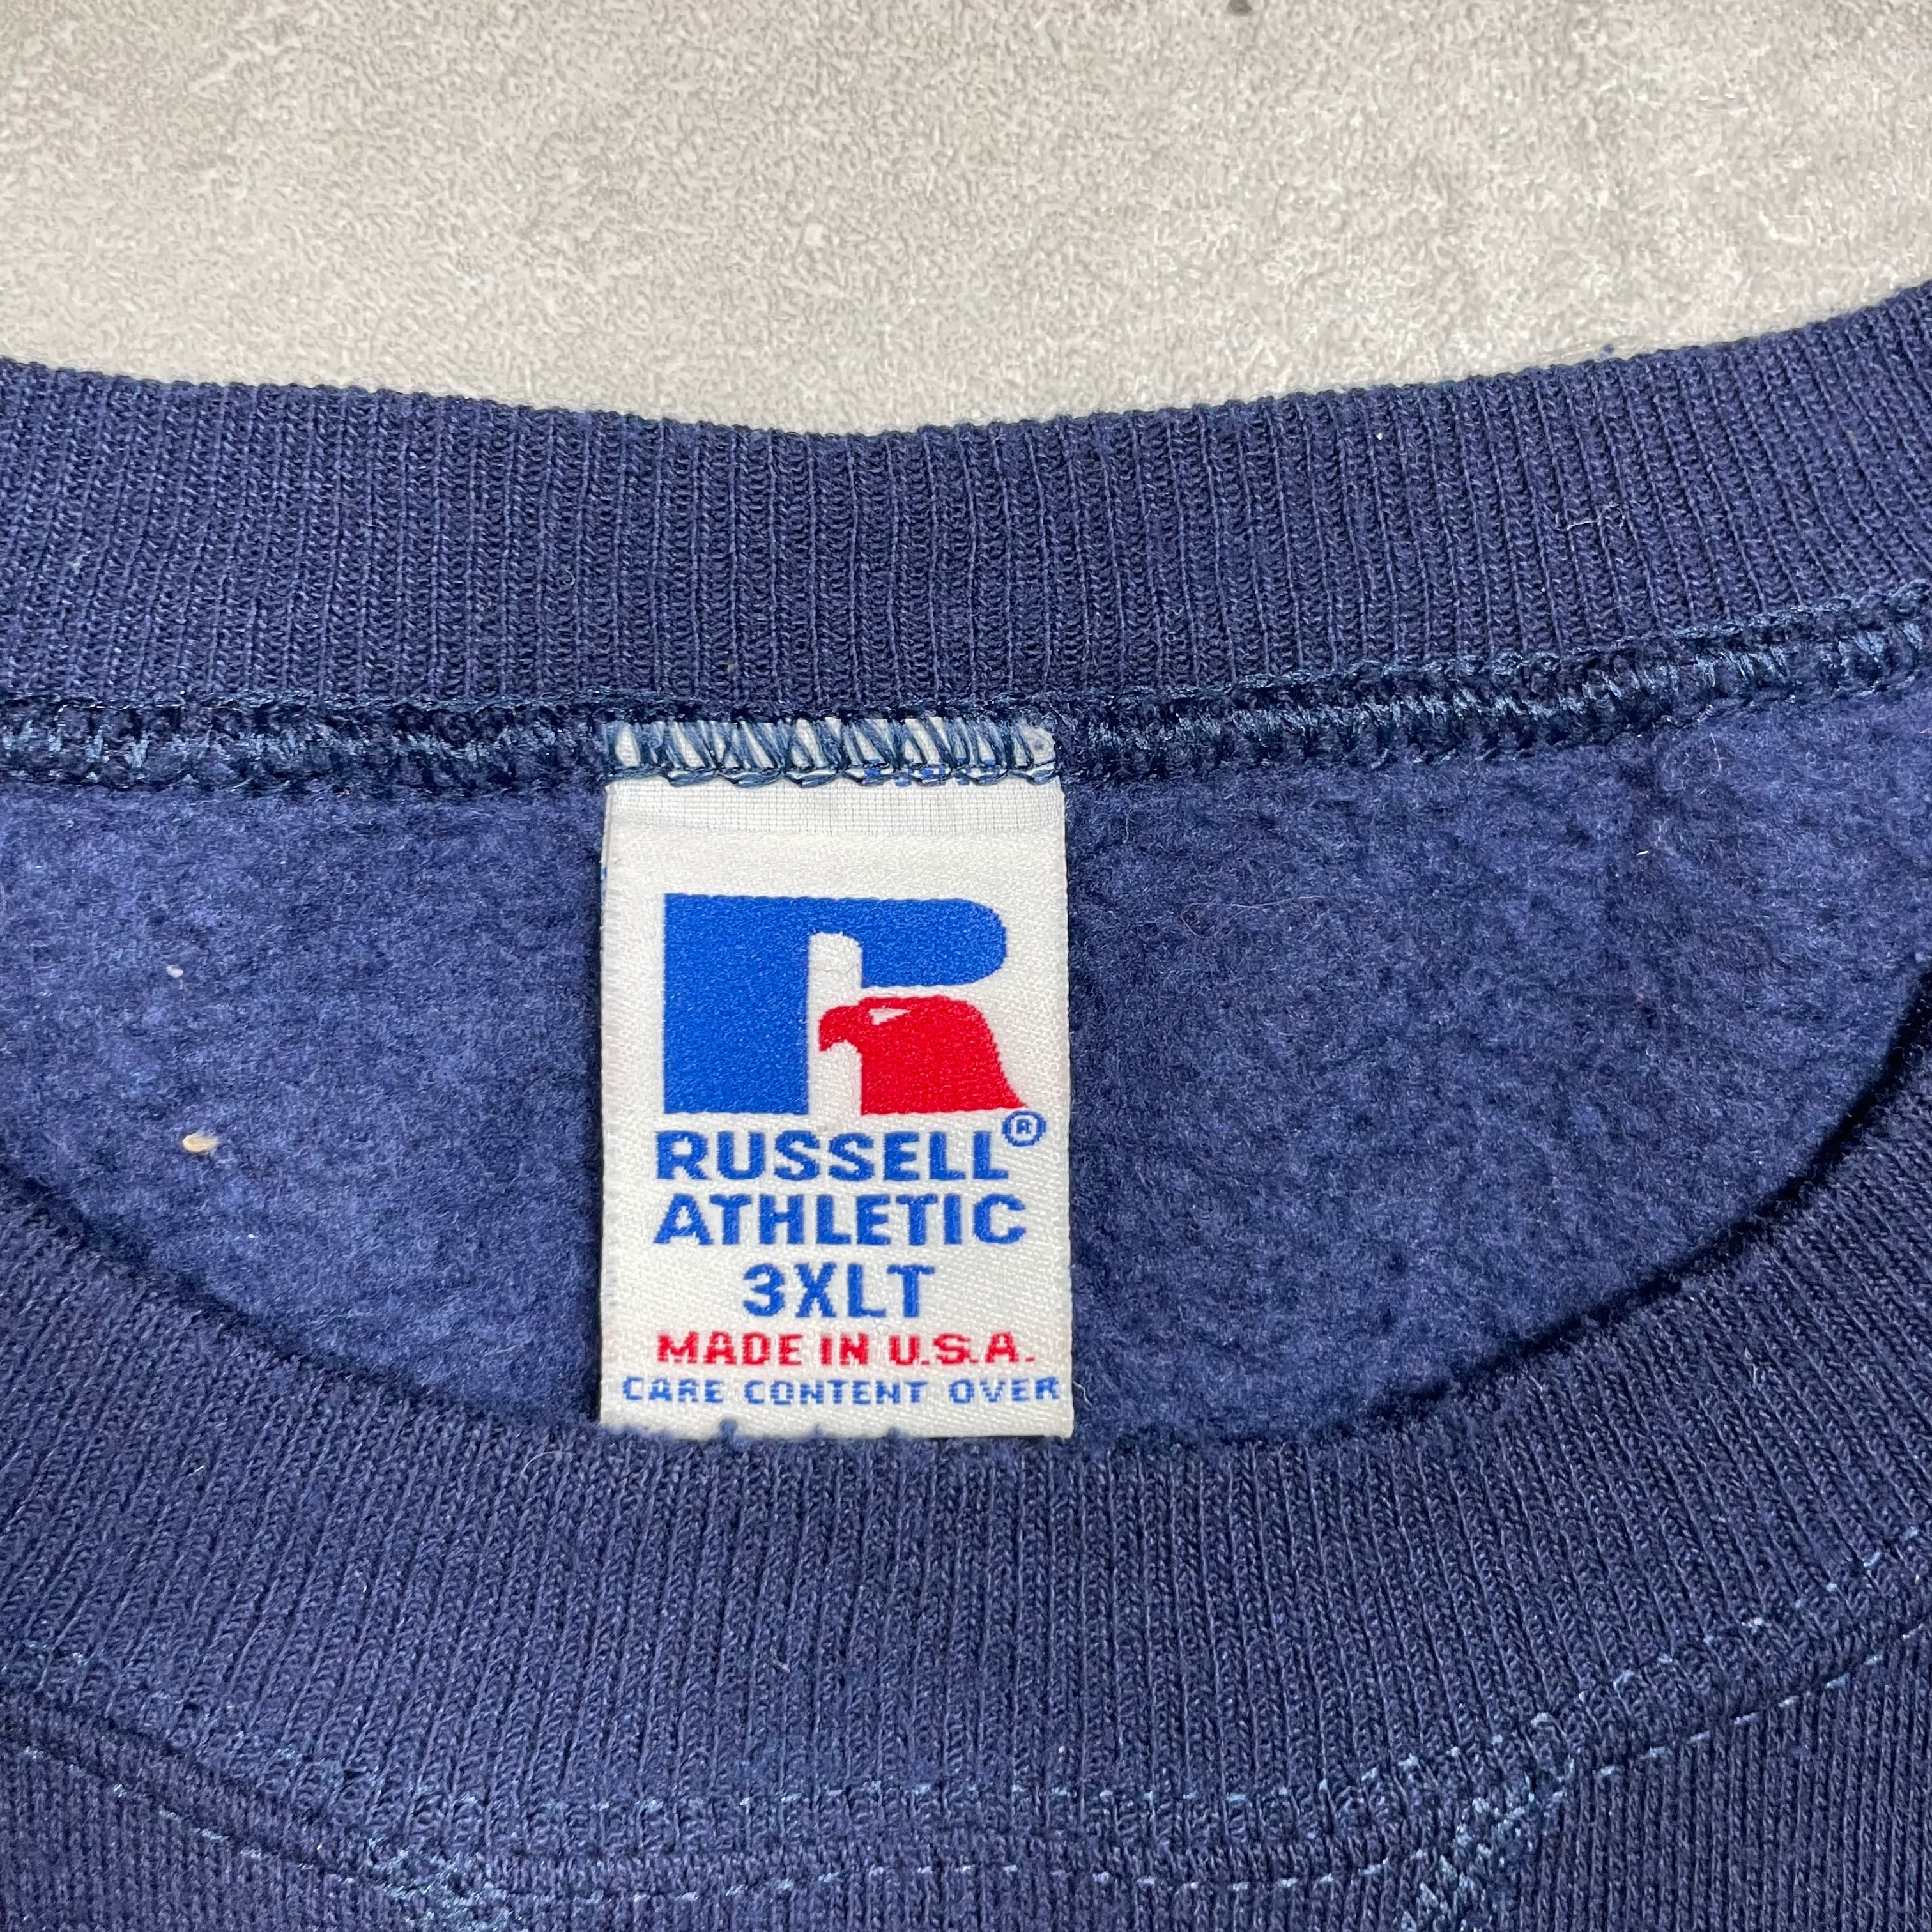 RUSSELL®
ATHLETIC
3XLT
MADE IN U.S.A.
CARE CONTENT OVER